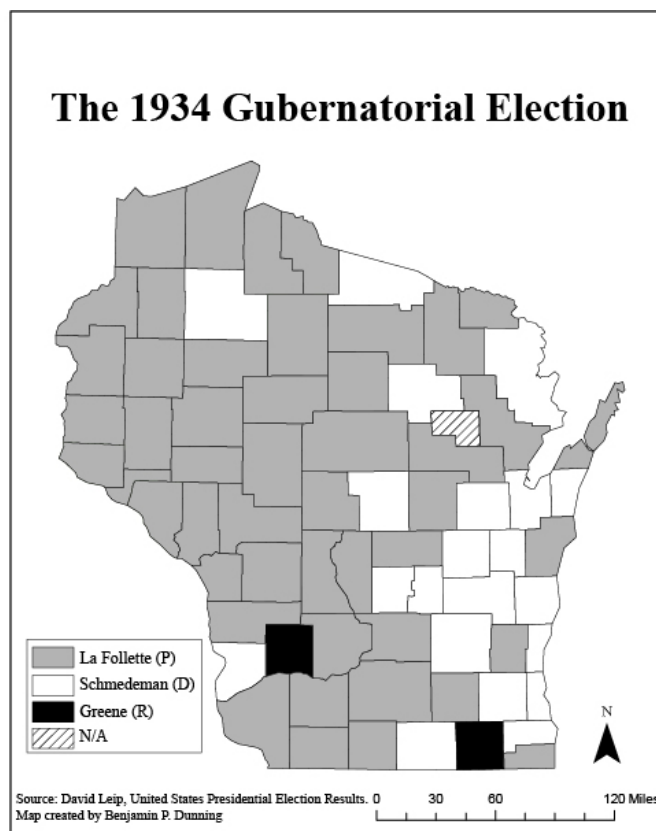 The 1934 Gubernatorial Election
La Follette (P)
Schmedeman (D)
Greene (R)
N/A
N
Source: David Leip, United States Presidential Election Results.
Map created by Benjamin P. Dunning
0 30 60 120 Miles